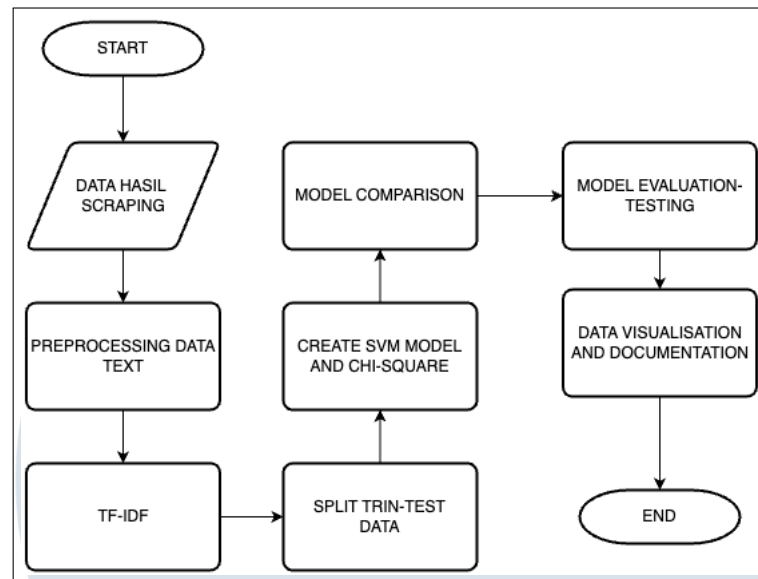 START
DATA HASIL
SCRAPING
PREPROCESSING DATA
TEXT
TF-IDF
SPLIT TRIN-TEST
DATA
CREATE SVM MODEL
AND CHI-SQUARE
MODEL COMPARISON
MODEL EVALUATION-
TESTING
DATA VISUALISATION
AND DOCUMENTATION
END